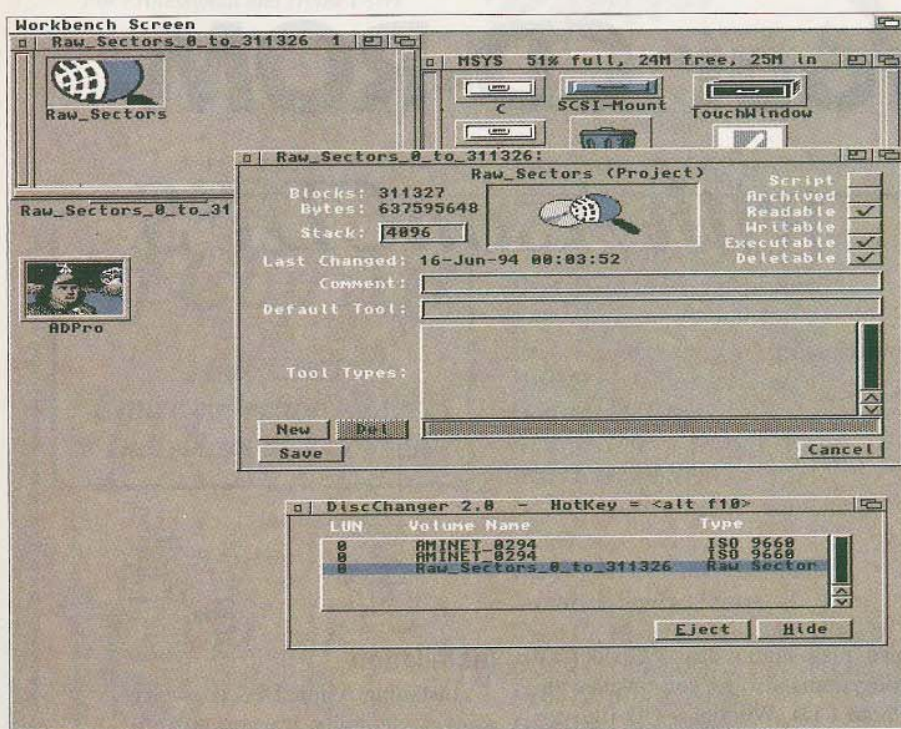 Workbench Screen
Raw_Sectors_0_to_311326 1
Raw_Sectors
MSYS 51% full, 24M free, 25M in
C
SCSI-Mount
TouchWindow
Raw_Sectors_0_to_31
ADPro
Raw_Sectors_0_to_311326:
Raw_Sectors (Project)
Blocks: 311327
Bytes: 637595648
Stack: 4096
Script
Archived
Readable
Writable
Executable
Deletable
Last Changed: 16-Jun-94 00:03:52
Comment:
Default Tool:
Tool Types:
New
Del
Save
Cancel
DiscChanger 2.0 - HotKey = <alt f10>
LUN Volume Name Type
0 AMINET_0294 ISO 9660
0 AMINET_0294 ISO 9660
0 Raw_Sectors_0_to_311326 Raw Sector
Eject
Hide